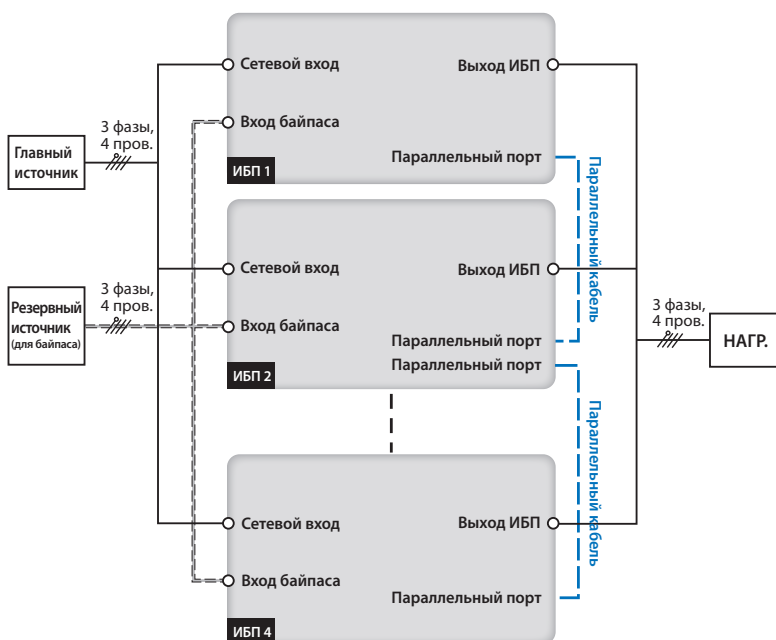 Сетевой вход
Выход ИБП
Вход байпаса
Параллельный порт
ИБП 1
3 фазы,
4 пров.
Главный
источник
Параллельный кабель
Сетевой вход
Выход ИБП
Вход байпаса
Параллельный порт
Параллельный порт
ИБП 2
3 фазы,
4 пров.
Резервный
источник
(для байпаса)
3 фазы,
4 пров.
НАГР.
Параллельный кабель
Сетевой вход
Выход ИБП
Вход байпаса
Параллельный порт
ИБП 4